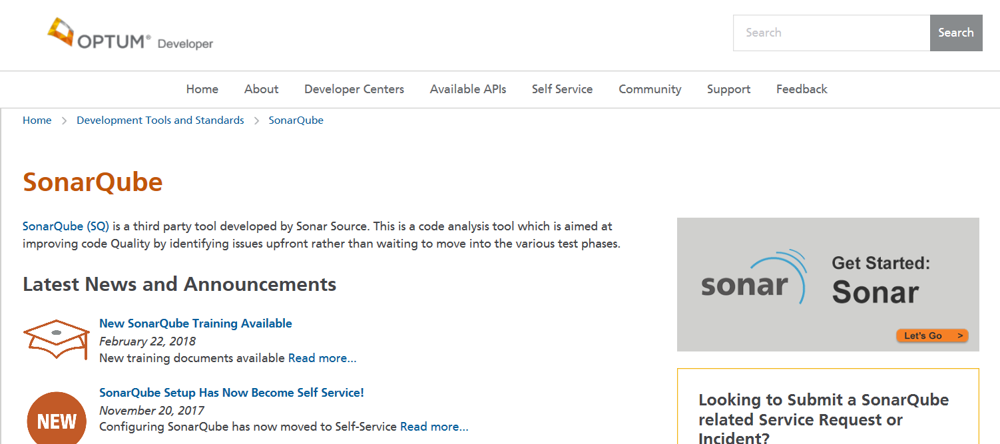 OPTUM® Developer
Search
Search
Home
About
Developer Centers
Available APIs
Self Service
Community
Support
Feedback
Home > Development Tools and Standards > SonarQube
SonarQube
SonarQube (SQ) is a third party tool developed by Sonar Source. This is a code analysis tool which is aimed at
improving code Quality by identifying issues upfront rather than waiting to move into the various test phases.
Latest News and Announcements
New SonarQube Training Available
February 22, 2018
New training documents available Read more...
NEW
SonarQube Setup Has Now Become Self Service!
November 20, 2017
Configuring SonarQube has now moved to Self-Service Read more...
sonar
Get Started:
Sonar
Let's Go >
Looking to Submit a SonarQube
related Service Request or
Incident?